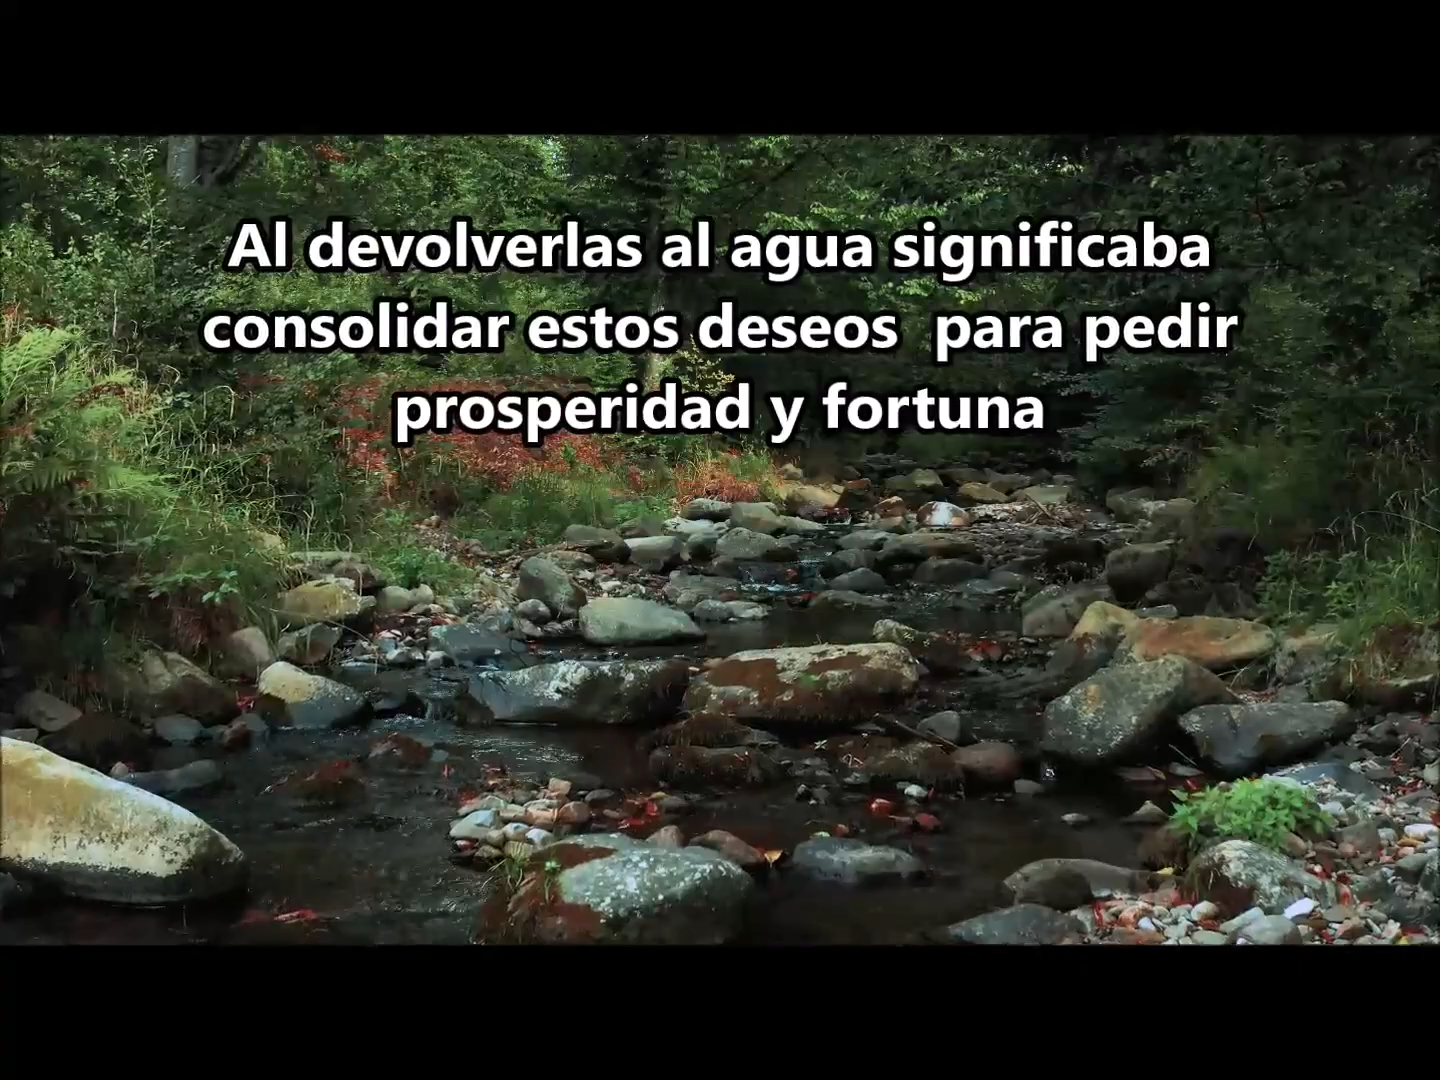 Al devolverlas al agua significaba
consolidar estos deseos  para pedir
prosperidad y fortuna